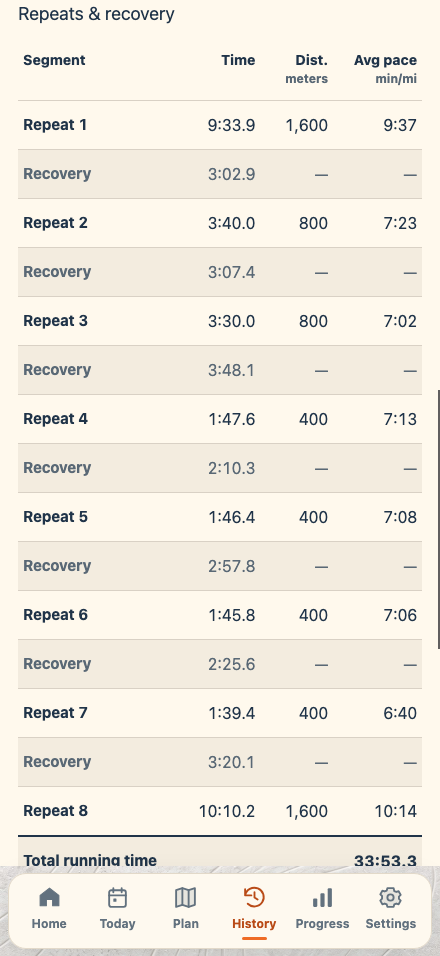 Repeats & recovery
Segment Time Dist. Avg pace
meters min/mi
Repeat 1 9:33.9 1,600 9:37
Recovery 3:02.9 — —
Repeat 2 3:40.0 800 7:23
Recovery 3:07.4 — —
Repeat 3 3:30.0 800 7:02
Recovery 3:48.1 — —
Repeat 4 1:47.6 400 7:13
Recovery 2:10.3 — —
Repeat 5 1:46.4 400 7:08
Recovery 2:57.8 — —
Repeat 6 1:45.8 400 7:06
Recovery 2:25.6 — —
Repeat 7 1:39.4 400 6:40
Recovery 3:20.1 — —
Repeat 8 10:10.2 1,600 10:14
Total running time 33:53.3
Home Today Plan History Progress Settings